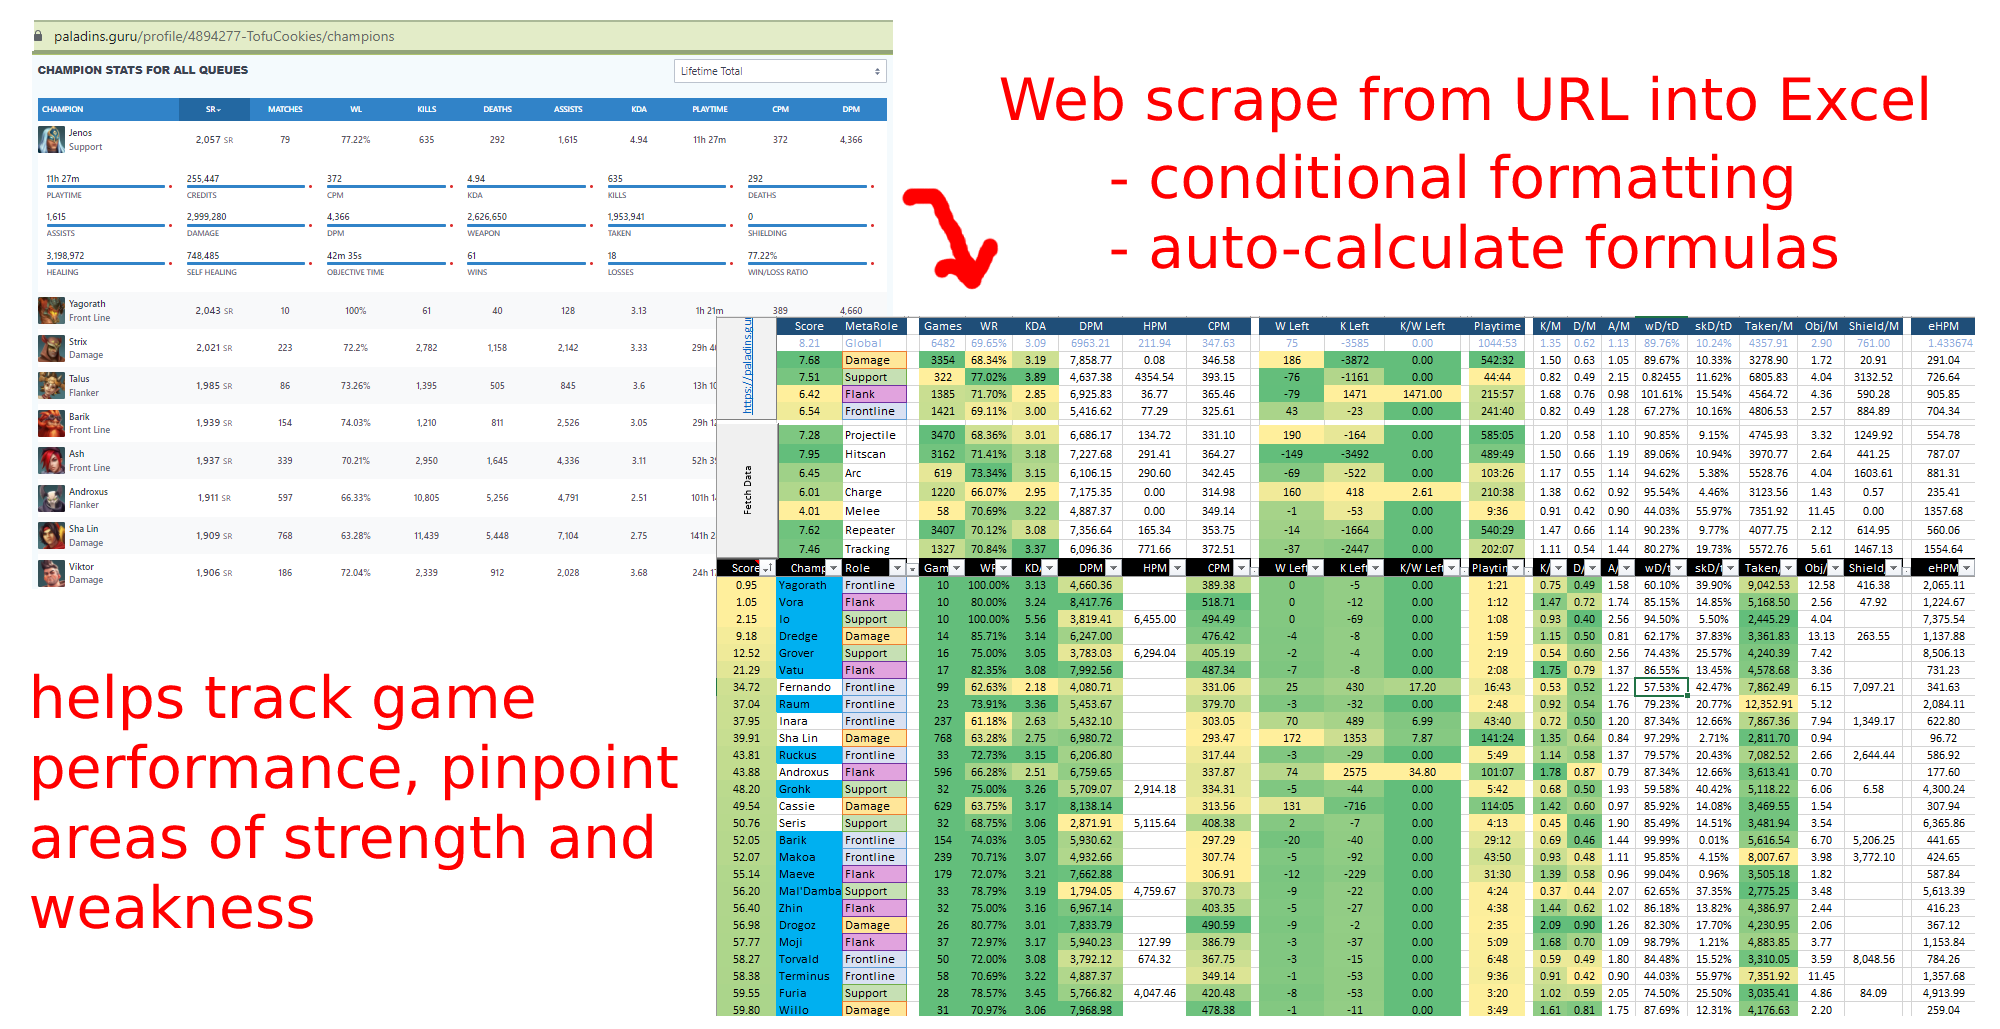 paladins.guru/profile/4894277-TofuCookies/champions
CHAMPION STATS FOR ALL QUEUES
Lifetime Total
CHAMPION SR MATCHES WL KILLS DEATHS ASSISTS KDA PLAYTIME CPM DPM
Jenos
Support
2,057 SR 79 77.22% 635 292 1,615 4.94 11h 27m 372 4,366
11h 27m 255,447 372 4.94 635 292
PLAYTIME CREDITS CPM KDA KILLS DEATHS
1,615 2,999,280 4,366 2,626,650 1,953,941 0
ASSISTS DAMAGE DPM WEAPON TAKEN SHIELDING
3,198,972 748,485 42m 35s 61 18 77.22%
HEALING SELF HEALING OBJECTIVE TIME WINS LOSSES WIN/LOSS RATIO
Yagorath
Front Line
2,043 SR 10 100% 61 40 128 3.13 1h 21m 389 4,660
Strix
Damage
2,021 SR 223 72.2% 2,782 1,158 2,142 3.33 29h
Talus
Flanker
1,985 SR 86 73.26% 1,395 505 845 3.6 13h
Barik
Front Line
1,939 SR 154 74.03% 1,210 811 2,526 3.05 29h
Ash
Front Line
1,937 SR 339 70.21% 2,950 1,645 4,336 3.11 52h
Androxus
Flanker
1,911 SR 597 66.33% 10,805 5,256 4,791 2.51 101h
Sha Lin
Damage
1,909 SR 768 63.28% 11,439 5,448 7,104 2.75 141h
Viktor
Damage
1,906 SR 186 72.04% 2,339 912 2,028 3.68 24h
Web scrape from URL into Excel
- conditional formatting
- auto-calculate formulas
helps track game
performance, pinpoint
areas of strength and
weakness
https://paladins.gu
Fetch Data
Score MetaRole Games WR KDA DPM HPM CPM W Left K Left K/W Left Playtime K/M D/M A/M wD/tD skD/tD Taken/M Obj/M Shield/M eHPM
8.21 Global 6482 69.65% 3.09 6963.21 211.94 347.63 75 -3585 0.00 1044:53 1.35 0.62 1.13 89.76% 10.24% 4357.91 2.90 761.00 1.433674
7.68 Damage 3354 68.34% 3.19 7,858.77 0.08 346.58 186 -3872 0.00 542:32 1.50 0.63 1.05 89.67% 10.33% 3278.90 1.72 20.91 291.04
7.51 Support 322 77.02% 3.89 4,637.38 4354.54 393.15 -76 -1161 0.00 44:44 0.82 0.49 2.15 0.82455 11.62% 6805.83 4.04 3132.52 726.64
6.42 Flank 1385 71.70% 2.85 6,925.83 36.77 365.46 -79 1471 1471.00 215:57 1.68 0.76 0.98 101.61% 15.54% 4564.72 4.36 590.28 905.85
6.54 Frontline 1421 69.11% 3.00 5,416.62 77.29 325.61 43 -23 0.00 241:40 0.82 0.49 1.28 67.27% 10.16% 4806.53 2.57 884.89 704.34
7.28 Projectile 3470 68.36% 3.01 6,686.17 134.72 331.10 190 -164 0.00 585:05 1.20 0.58 1.10 90.85% 9.15% 4745.93 3.32 1249.92 554.78
7.95 Hitscan 3162 71.41% 3.18 7,227.68 291.41 364.27 -149 -3492 0.00 489:49 1.50 0.66 1.19 89.06% 10.94% 3970.77 2.64 441.25 787.07
6.45 Arc 619 73.34% 3.15 6,106.15 290.60 342.45 -69 -522 0.00 103:26 1.17 0.55 1.14 94.62% 5.38% 5528.76 4.04 1603.61 881.31
6.01 Charge 1220 66.07% 2.95 7,175.35 0.00 314.98 160 418 2.61 210:38 1.38 0.62 0.92 95.54% 4.46% 3123.56 1.43 0.57 235.41
4.01 Melee 58 70.69% 3.22 4,887.37 0.00 349.14 -1 -53 0.00 9:36 0.91 0.42 0.90 44.03% 55.97% 7351.92 11.45 0.00 1357.68
7.62 Repeater 3407 70.12% 3.08 7,356.64 165.34 353.75 -14 -1664 0.00 540:29 1.47 0.66 1.14 90.23% 9.77% 4077.75 2.12 614.95 560.06
7.46 Tracking 1327 70.84% 3.37 6,096.36 771.66 372.51 -37 -2447 0.00 202:07 1.11 0.54 1.44 80.27% 19.73% 5572.76 5.61 1467.13 1554.64
Score Champ Role Gam WR KDA DPM HPM CPM W Left K Left K/W Left Playtim K/ D/ A/ wD/t skD/t Taken/ Obj/ Shield/ eHPM
0.95 Yagorath Frontline 10 100.00% 3.13 4,660.36 389.38 0 -5 0.00 1:21 0.75 0.49 1.58 60.10% 39.90% 9,042.53 12.58 416.38 2,065.11
1.05 Vora Flank 10 80.00% 3.24 8,417.76 518.71 0 -12 0.00 1:12 1.47 0.72 1.74 85.15% 14.85% 5,168.50 2.56 47.92 1,224.67
2.15 Io Support 10 100.00% 5.56 3,819.41 6,455.00 494.49 0 -69 0.00 1:08 0.93 0.40 2.56 94.50% 5.50% 2,445.29 4.04 7,375.54
9.18 Dredge Damage 14 85.71% 3.14 6,247.00 476.42 -4 -8 0.00 1:59 1.15 0.50 0.81 62.17% 37.83% 3,361.83 13.13 263.55 1,137.88
12.52 Grover Support 16 75.00% 3.05 3,783.03 6,294.04 405.19 -2 -4 0.00 2:19 0.54 0.60 2.56 74.43% 25.57% 4,240.39 7.42 8,506.13
21.29 Vatu Flank 17 82.35% 3.08 7,992.56 487.34 -7 -8 0.00 2:08 1.75 0.79 1.37 86.55% 13.45% 4,578.68 3.36 731.23
34.72 Fernando Frontline 99 62.63% 2.18 4,080.71 331.06 25 430 17.20 16:43 0.53 0.52 1.22 57.53% 42.47% 7,862.49 6.15 7,097.21 341.63
37.04 Raum Frontline 23 73.91% 3.36 5,453.67 379.70 -3 -32 0.00 2:48 0.92 0.54 1.76 79.23% 20.77% 12,352.91 5.12 2,084.11
37.95 Inara Frontline 237 61.18% 2.63 5,432.10 303.05 70 489 6.99 43:40 0.72 0.50 1.20 87.34% 12.66% 7,867.36 7.94 1,349.17 622.80
39.91 Sha Lin Damage 768 63.28% 2.75 6,980.72 293.47 172 1353 7.87 141:24 1.35 0.64 0.84 97.29% 2.71% 2,811.70 0.94 96.72
43.81 Ruckus Frontline 33 72.73% 3.15 6,206.80 317.44 -3 -29 0.00 5:49 1.14 0.58 1.37 79.57% 20.43% 7,082.52 2.66 2,644.44 586.92
43.88 Androxus Flank 596 66.28% 2.51 6,759.65 337.87 74 2575 34.80 101:07 1.78 0.87 0.79 87.34% 12.66% 3,613.41 0.70 177.60
48.20 Grohk Support 32 75.00% 3.26 5,709.07 2,914.18 334.31 -5 -44 0.00 5:42 0.68 0.50 1.93 59.58% 40.42% 5,118.22 6.06 6.58 4,300.24
49.54 Cassie Damage 629 63.75% 3.17 8,138.14 313.56 131 -716 0.00 114:05 1.42 0.60 0.97 85.92% 14.08% 3,469.55 1.54 307.94
50.76 Seris Support 32 68.75% 3.06 2,871.91 5,115.64 408.38 2 -7 0.00 4:13 0.45 0.46 1.90 85.49% 14.51% 3,481.94 3.54 6,365.86
52.05 Barik Frontline 154 74.03% 3.05 5,930.62 297.29 -20 -40 0.00 29:12 0.69 0.46 1.44 99.99% 0.01% 5,616.54 6.70 5,206.25 441.65
52.07 Makoa Frontline 239 70.71% 3.07 4,932.66 307.74 -5 -92 0.00 43:50 0.93 0.48 1.11 95.85% 4.15% 8,007.67 3.98 3,772.10 424.65
55.14 Maeve Flank 179 72.07% 3.21 7,662.88 306.91 -12 -229 0.00 31:30 1.39 0.58 0.96 99.04% 0.96% 3,505.18 1.82 587.84
56.20 Mal'Damba Support 33 78.79% 3.19 1,794.05 4,759.67 370.73 -9 -22 0.00 4:24 0.37 0.44 2.07 62.65% 37.35% 2,775.25 3.48 5,613.39
56.40 Zhin Flank 32 75.00% 3.16 6,967.14 403.35 -5 -27 0.00 4:38 1.44 0.62 1.02 86.18% 13.82% 4,386.97 2.44 416.23
56.98 Drogoz Damage 26 80.77% 3.01 7,833.79 490.59 -9 -2 0.00 2:35 2.09 0.90 1.26 82.30% 17.70% 4,230.95 2.06 367.12
57.77 Moji Flank 37 72.97% 3.17 5,940.23 127.99 386.79 -3 -37 0.00 5:09 1.68 0.70 1.09 98.79% 1.21% 4,883.85 3.77 1,153.84
58.27 Torvald Frontline 50 72.00% 3.08 3,792.12 674.32 367.75 -3 -15 0.00 6:48 0.59 0.49 1.80 84.48% 15.52% 3,310.05 3.59 8,048.56 784.26
58.38 Terminus Frontline 58 70.69% 3.22 4,887.37 349.14 -1 -53 0.00 9:36 0.91 0.42 0.90 44.03% 55.97% 7,351.92 11.45 1,357.68
59.55 Furia Support 28 78.57% 3.45 5,766.82 4,047.46 420.48 -8 -53 0.00 3:20 1.02 0.59 2.05 74.50% 25.50% 3,035.41 4.86 84.09 4,913.99
59.80 Willo Damage 31 70.97% 3.06 7,968.98 478.38 -1 -11 0.00 3:49 1.61 0.81 1.75 87.69% 12.31% 4,176.63 2.20 259.04